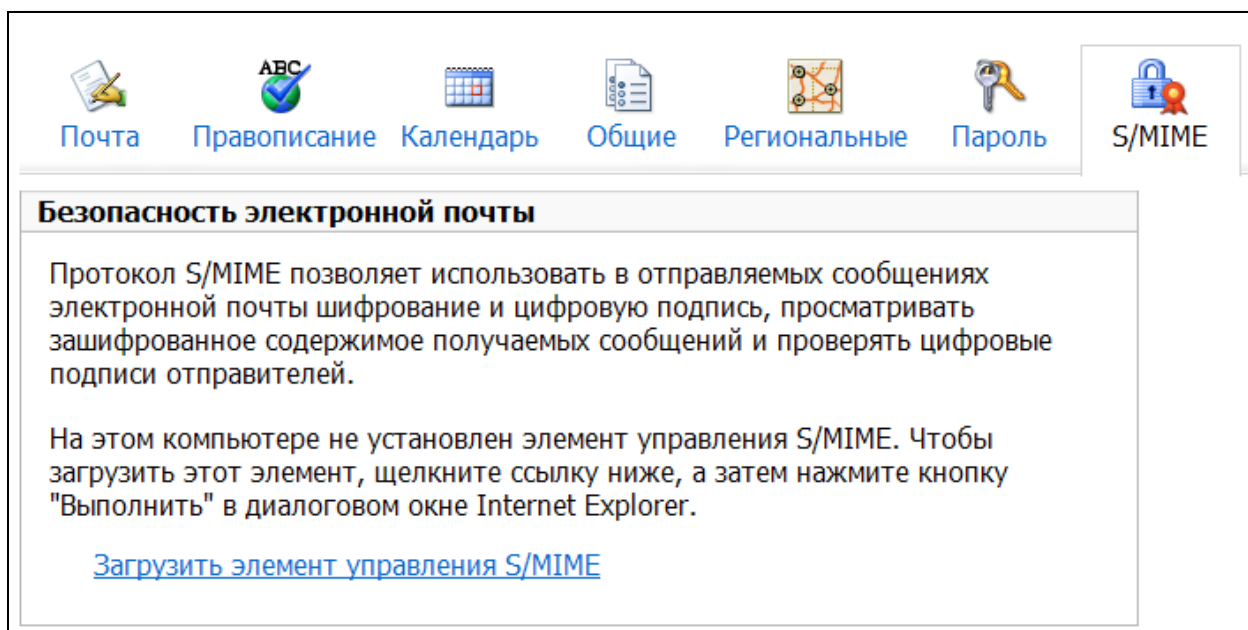 ABC
Почта Правописание Календарь Общие Региональные Пароль S/MIME
Безопасность электронной почты
Протокол S/MIME позволяет использовать в отправляемых сообщениях
электронной почты шифрование и цифровую подпись, просматривать
зашифрованное содержимое получаемых сообщений и проверять цифровые
подписи отправителей.
На этом компьютере не установлен элемент управления S/MIME. Чтобы
загрузить этот элемент, щелкните ссылку ниже, а затем нажмите кнопку
"Выполнить" в диалоговом окне Internet Explorer.
Загрузить элемент управления S/MIME